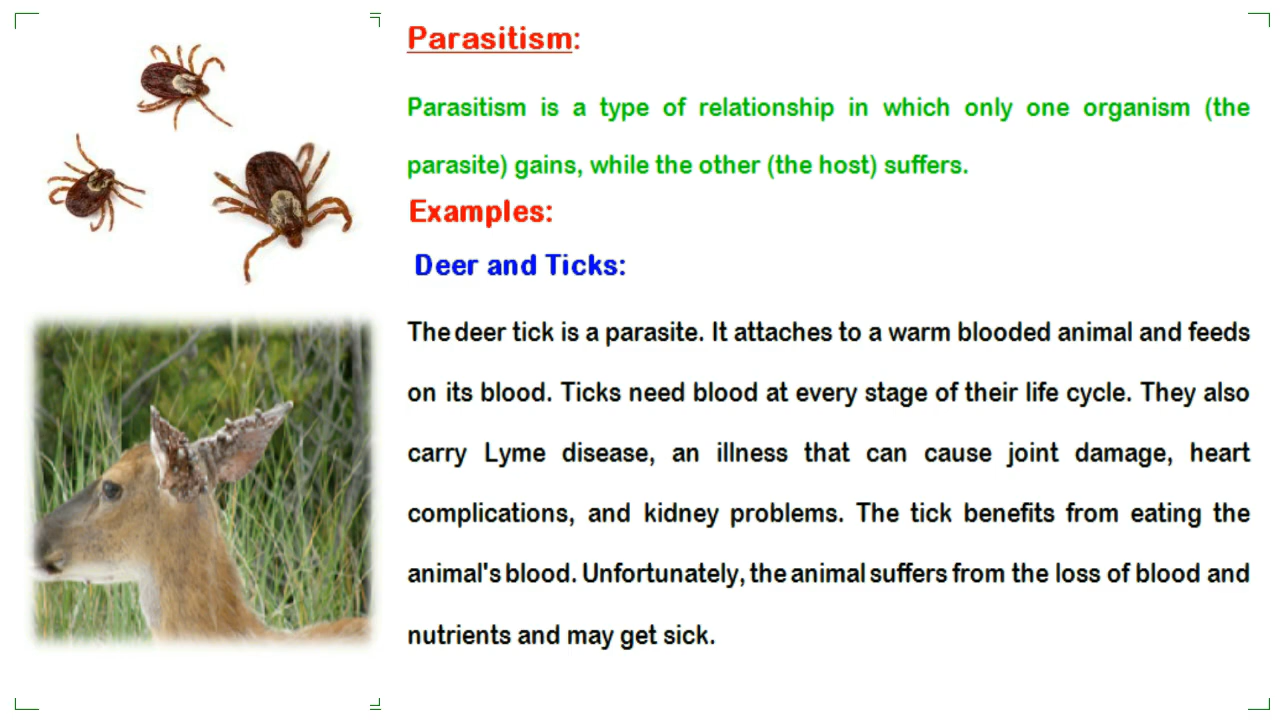 Parasitism:
Parasitism is a type of relationship in which only one organism (the
parasite) gains, while the other (the host) suffers.
Examples:
Deer and Ticks:
The deer tick is a parasite. It attaches to a warm blooded animal and feeds
on its blood. Ticks need blood at every stage of their life cycle. They also
carry Lyme disease, an illness that can cause joint damage, heart
complications, and kidney problems. The tick benefits from eating the
animal's blood. Unfortunately, the animal suffers from the loss of blood and
nutrients and may get sick.